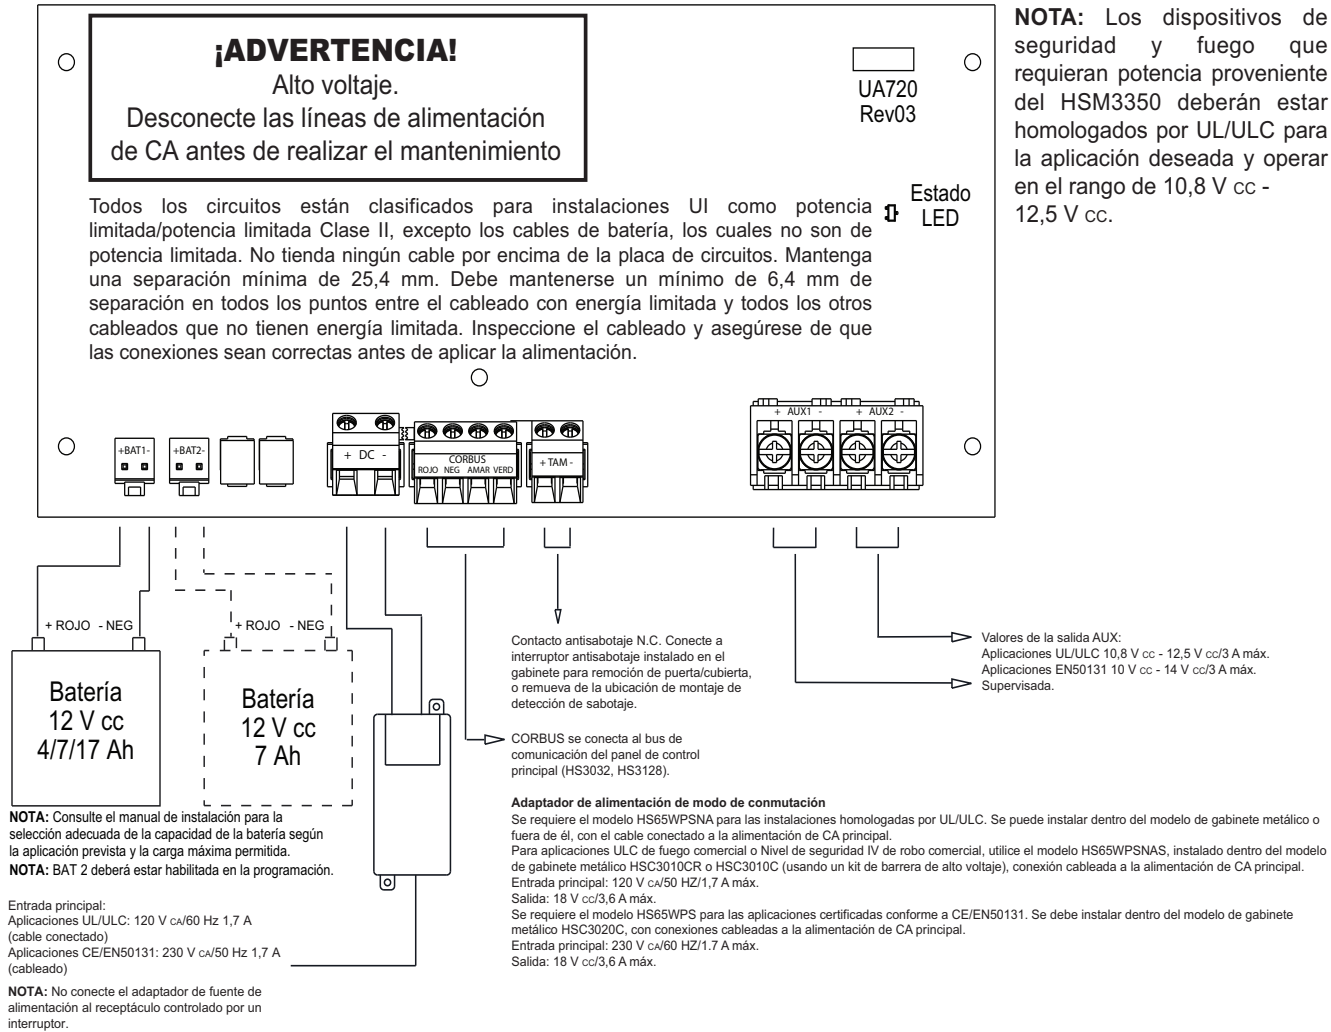 ¡ADVERTENCIA!
Alto voltaje.
Desconecte las líneas de alimentación
de CA antes de realizar el mantenimiento
UA720
Rev03
Estado
LED
NOTA: Los dispositivos de
seguridad y fuego que
requieran potencia proveniente
del HSM3350 deberán estar
homologados por UL/ULC para
la aplicación deseada y operar
en el rango de 10,8 V cc -
12,5 V cc.
Todos los circuitos están clasificados para instalaciones UI como potencia
limitada/potencia limitada Clase II, excepto los cables de batería, los cuales no son de
potencia limitada. No tienda ningún cable por encima de la placa de circuitos. Mantenga
una separación mínima de 25,4 mm. Debe mantenerse un mínimo de 6,4 mm de
separación en todos los puntos entre el cableado con energía limitada y todos los otros
cableados que no tienen energía limitada. Inspeccione el cableado y asegúrese de que
las conexiones sean correctas antes de aplicar la alimentación.
+BAT1-
+BAT2-
+ DC -
CORBUS
ROJO NEG AMAR VERD
+ TAM -
+ AUX1 - + AUX2 -
+ ROJO - NEG
Batería
12 V cc
4/7/17 Ah
+ ROJO - NEG
Batería
12 V cc
7 Ah
Contacto antisabotaje N.C. Conecte a
interruptor antisabotaje instalado en el
gabinete para remoción de puerta/cubierta,
o remueva de la ubicación de montaje de
detección de sabotaje.
Valores de la salida AUX:
Aplicaciones UL/ULC 10,8 V cc - 12,5 V cc/3 A máx.
Aplicaciones EN50131 10 V cc - 14 V cc/3 A máx.
Supervisada.
CORBUS se conecta al bus de
comunicación del panel de control
principal (HS3032, HS3128).
NOTA: Consulte el manual de instalación para la
selección adecuada de la capacidad de la batería según
la aplicación prevista y la carga máxima permitida.
NOTA: BAT 2 deberá estar habilitada en la programación.
Entrada principal:
Aplicaciones UL/ULC: 120 V CA/60 Hz 1,7 A
(cable conectado)
Aplicaciones CE/EN50131: 230 V CA/50 Hz 1,7 A
(cableado)
NOTA: No conecte el adaptador de fuente de
alimentación al receptáculo controlado por un
interruptor.
Adaptador de alimentación de modo de conmutación
Se requiere el modelo HS65WPSNA para las instalaciones homologadas por UL/ULC. Se puede instalar dentro del modelo de gabinete metálico o
fuera de él, con el cable conectado a la alimentación de CA principal.
Para aplicaciones ULC de fuego comercial o Nivel de seguridad IV de robo comercial, utilice el modelo HS65WPSNAS, instalado dentro del modelo
de gabinete metálico HSC3010CR o HSC3010C (usando un kit de barrera de alto voltaje), conexión cableada a la alimentación de CA principal.
Entrada principal: 120 V CA/50 HZ/1,7 A máx.
Salida: 18 V cc/3,6 A máx.
Se requiere el modelo HS65WPS para las aplicaciones certificadas conforme a CE/EN50131. Se debe instalar dentro del modelo de gabinete
metálico HSC3020C, con conexiones cableadas a la alimentación de CA principal.
Entrada principal: 230 V CA/60 HZ/1.7 A máx.
Salida: 18 V cc/3,6 A máx.